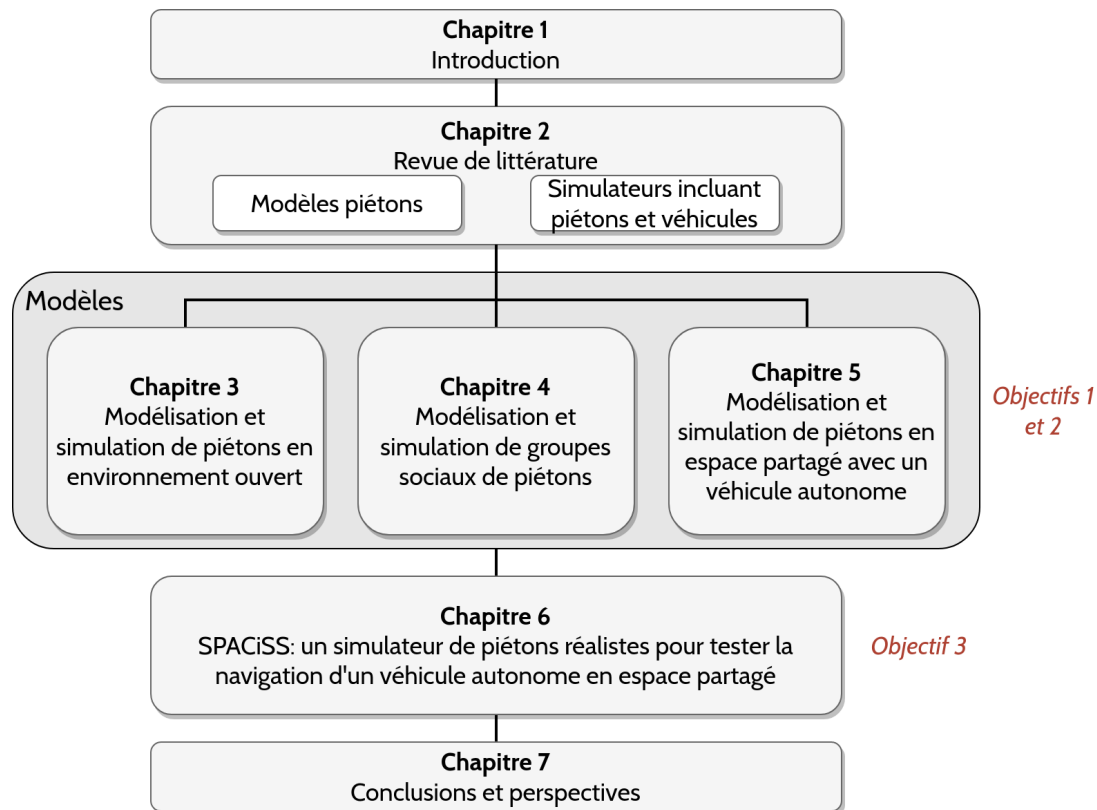 Chapitre 1
Introduction
Chapitre 2
Revue de littérature
Modèles piétons
Simulateurs incluant
piétons et véhicules
Modèles
Chapitre 3
Modélisation et
simulation de piétons en
environnement ouvert
Chapitre 4
Modélisation et
simulation de groupes
sociaux de piétons
Chapitre 5
Modélisation et
simulation de piétons en
espace partagé avec un
véhicule autonome
Objectifs 1
et 2
Chapitre 6
SPACiSS: un simulateur de piétons réalistes pour tester la
navigation d'un véhicule autonome en espace partagé
Objectif 3
Chapitre 7
Conclusions et perspectives